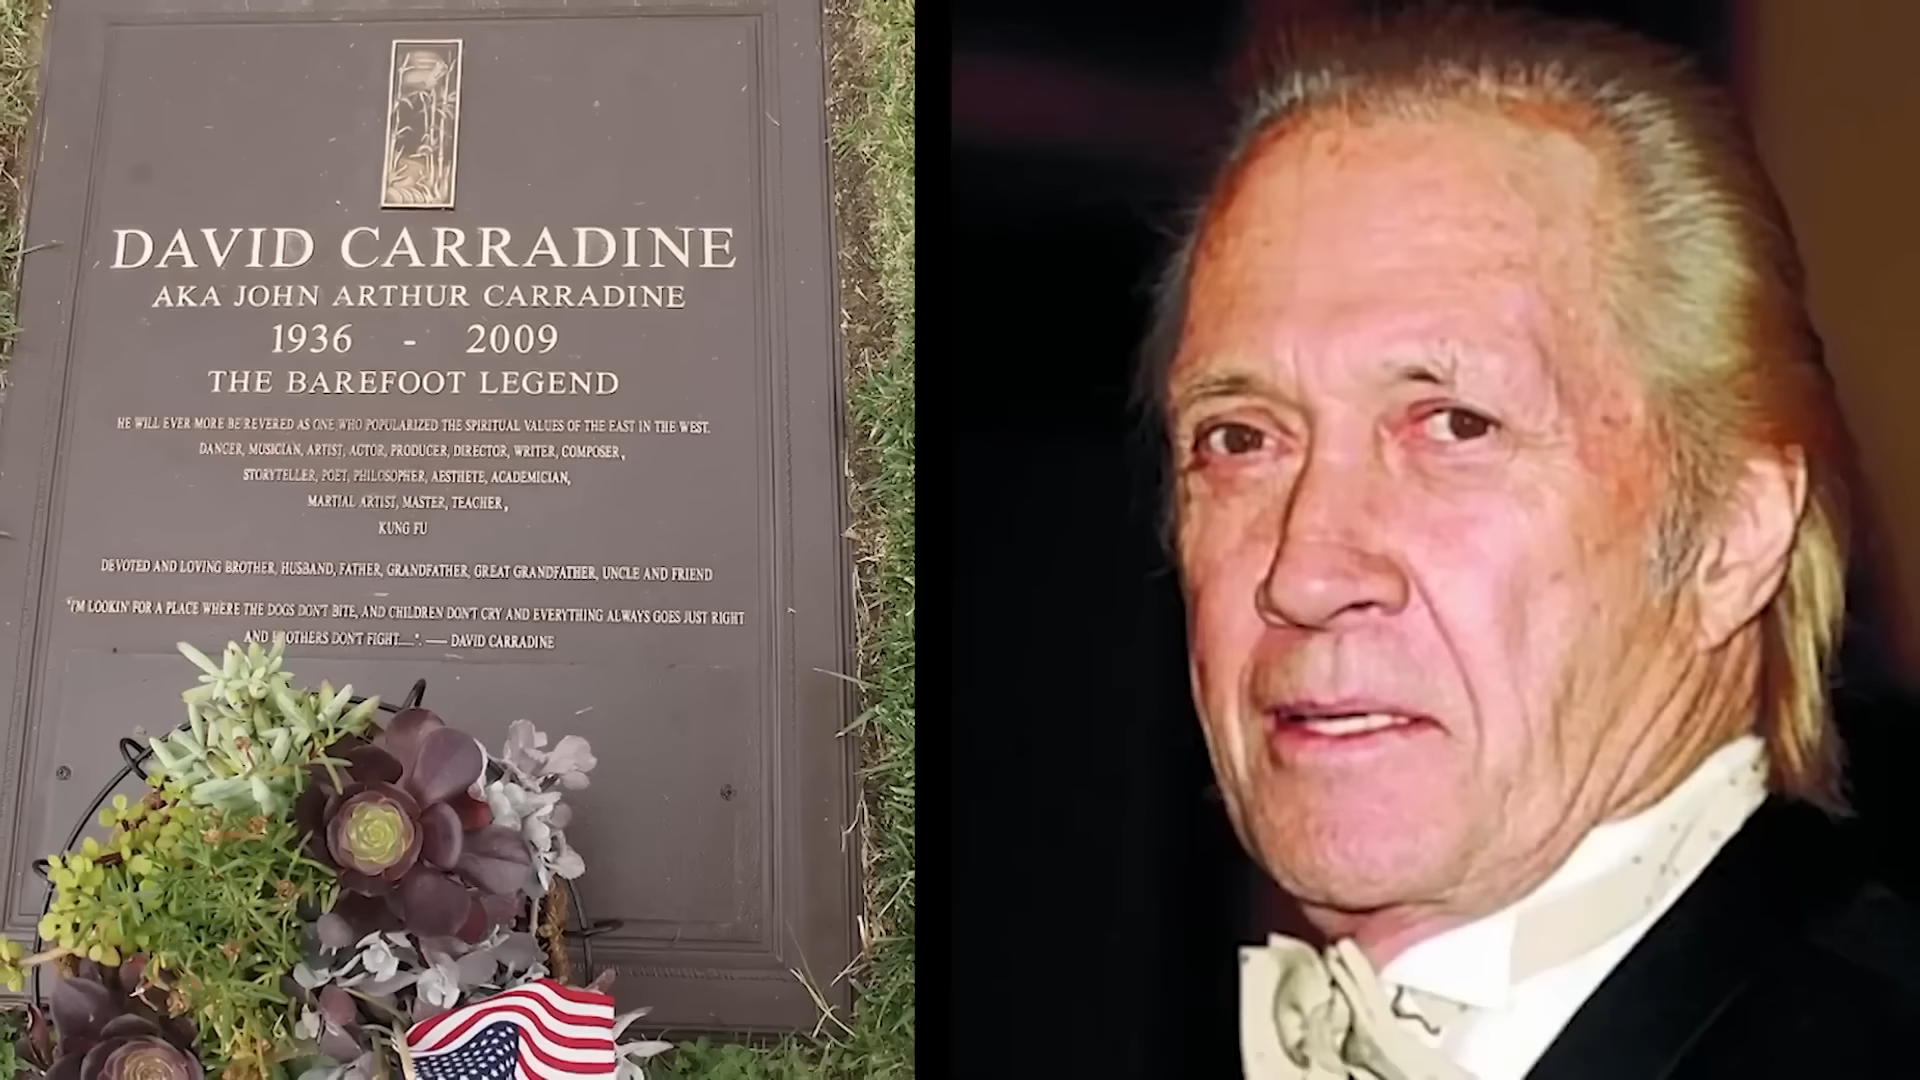 DAVID CARRADINE
AKA JOHN ARTHUR CARRADINE
1936 - 2009
THE BAREFOOT LEGEND
HE WILL EVER MORE BE REVERED AS ONE WHO POPULARIZED THE SPIRITUAL VALUES OF THE EAST IN THE WEST.
DANCER, MUSICIAN, ARTIST, ACTOR, PRODUCER, DIRECTOR, WRITER, COMPOSER,
STORYTELLER, POET, PHILOSOPHER, AESTHETE, ACADEMICIAN,
MARTIAL ARTIST, MASTER, TEACHER,
KUNG FU
DEVOTED AND LOVING BROTHER, HUSBAND, FATHER, GRANDFATHER, GREAT GRANDFATHER, UNCLE AND FRIEND
"I'M LOOKIN' FOR A PLACE WHERE THE DOGS DON'T BITE, AND CHILDREN DON'T CRY AND EVERYTHING ALWAYS GOES JUST RIGHT
AND BROTHERS DON'T FIGHT....". — DAVID CARRADINE